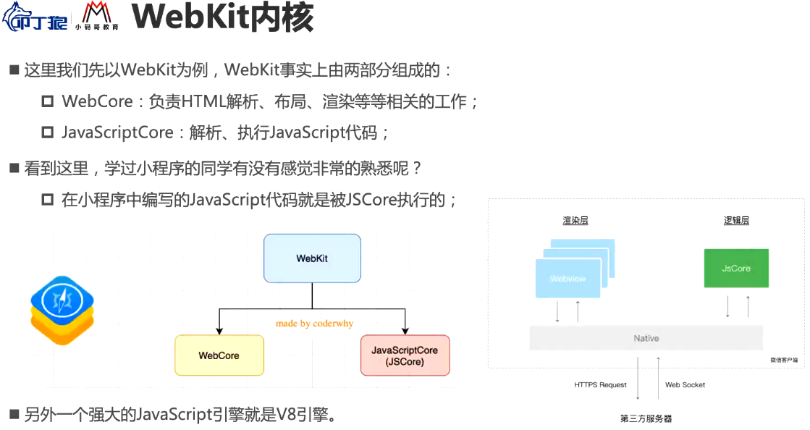 叩丁狼
小码哥教育
WebKit内核
■ 这里我们先以WebKit为例，WebKit事实上由两部分组成的：
WebCore：负责HTML解析、布局、渲染等等相关的工作；
JavaScriptCore：解析、执行JavaScript代码；
■ 看到这里，学过小程序的同学有没有感觉非常的熟悉呢？
在小程序中编写的JavaScript代码就是被JSCore执行的；
WebKit
made by coderwhy
WebCore
JavaScriptCore
(JSCore)
渲染层
逻辑层
WebView
JsCore
Native
微信客户端
HTTPS Request
Web Socket
第三方服务器
■ 另外一个强大的JavaScript引擎就是V8引擎。